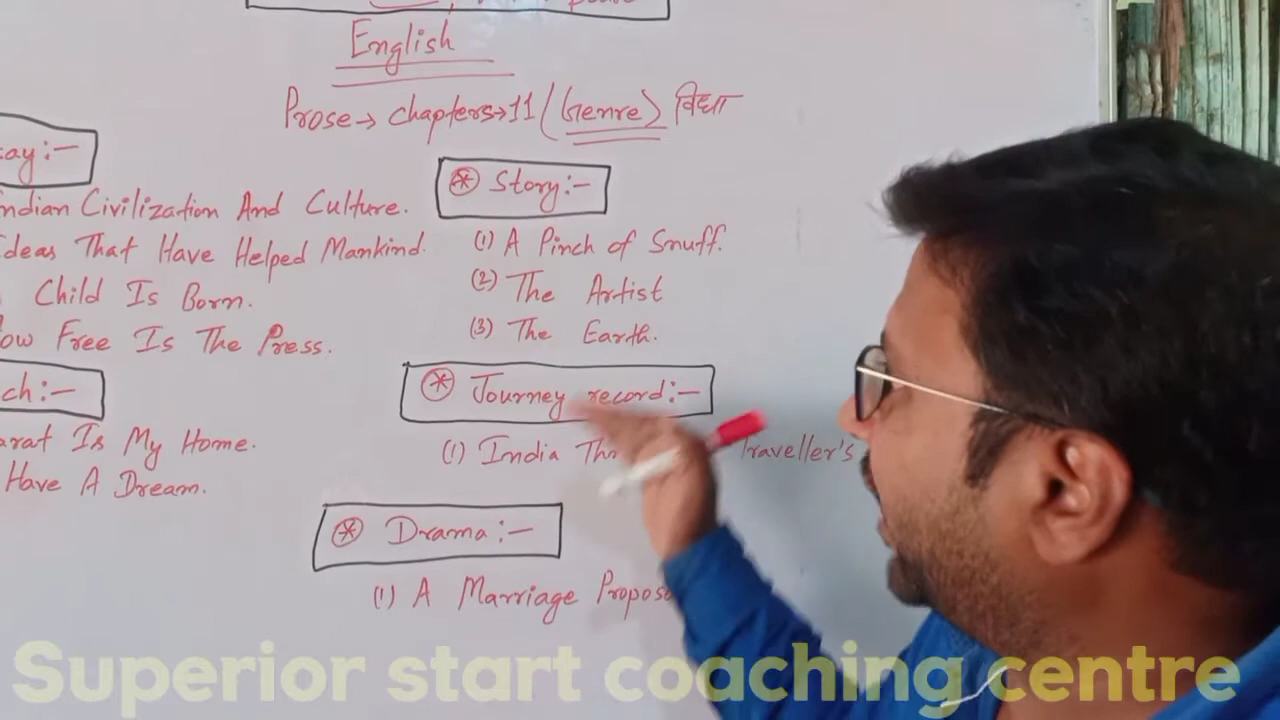 English
Prose → chapters → 11 (Genre) विधा
ay :-
ndian Civilization And Culture.
deas That Have Helped Mankind.
Child Is Born.
ow Free Is The Press.
ch :-
arat Is My Home.
Have A Dream.
* Story :-
(1) A Pinch of Snuff.
(2) The Artist
(3) The Earth.
* Journey record :-
(1) India Th Traveller's
* Drama :-
(1) A Marriage Propos
Superior start coaching centre